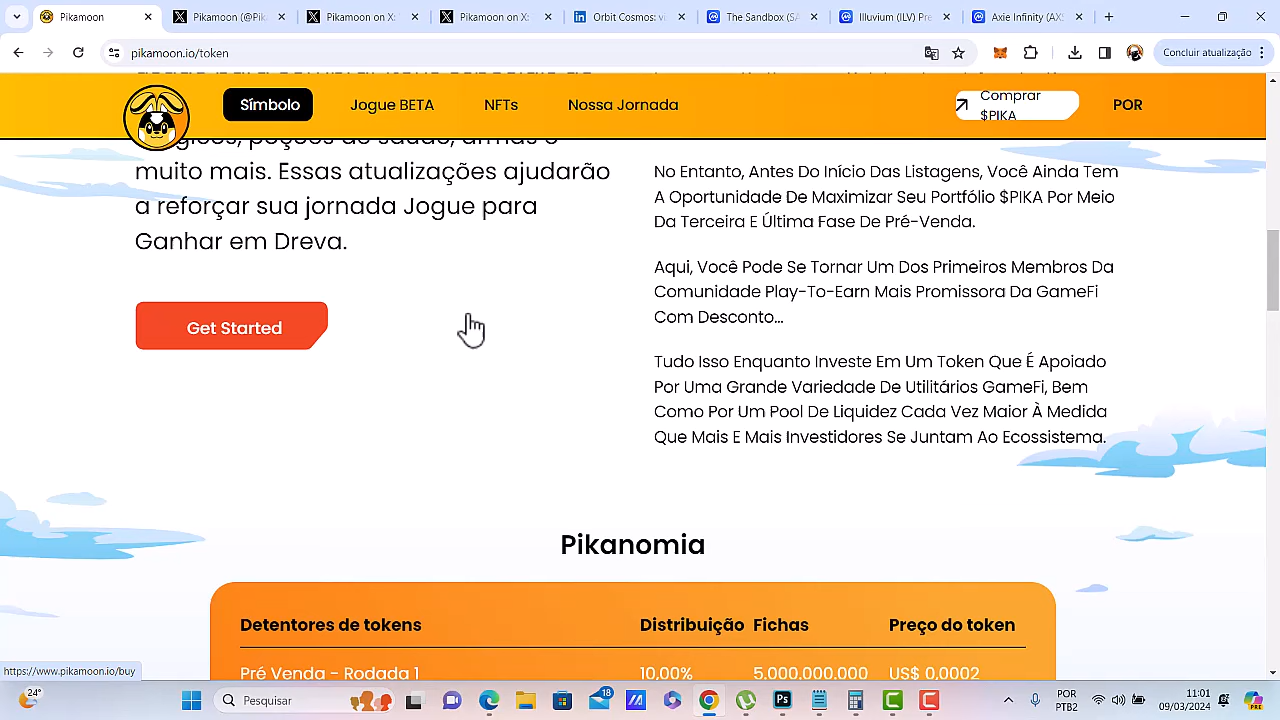 Pikamoon
Pikamoon (@Pik
Pikamoon on X:
Pikamoon on X:
Orbit Cosmos: vi
The Sandbox (SA
Illuvium (ILV) Pre
Axie Infinity (AXS
pikamoon.io/token
Concluir atualização
Símbolo
Jogue BETA
NFTs
Nossa Jornada
Comprar
$PIKA
POR
poções de saúde, armas e
muito mais. Essas atualizações ajudarão
a reforçar sua jornada Jogue para
Ganhar em Dreva.
Get Started
No Entanto, Antes Do Início Das Listagens, Você Ainda Tem
A Oportunidade De Maximizar Seu Portfólio $PIKA Por Meio
Da Terceira E Última Fase De Pré-Venda.
Aqui, Você Pode Se Tornar Um Dos Primeiros Membros Da
Comunidade Play-To-Earn Mais Promissora Da GameFi
Com Desconto...
Tudo Isso Enquanto Investe Em Um Token Que É Apoiado
Por Uma Grande Variedade De Utilitários GameFi, Bem
Como Por Um Pool De Liquidez Cada Vez Maior À Medida
Que Mais E Mais Investidores Se Juntam Ao Ecossistema.
Pikanomia
Detentores de tokens Distribuição Fichas Preço do token
Pré Venda - Rodada 1 10,00% 5.000.000.000 US$ 0,0002
https://www.pikamoon.io/buy
24°
Pesquisar
18
POR
PTB2
11:01
09/03/2024